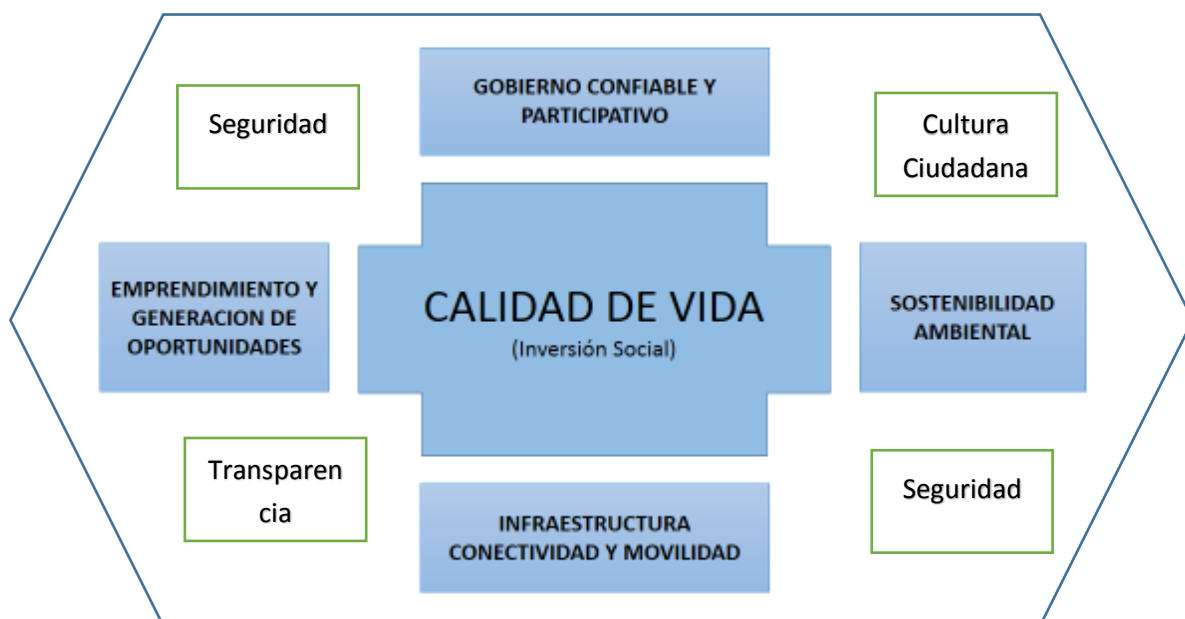 GOBIERNO CONFIABLE Y
PARTICIPATIVO
Seguridad
Cultura
Ciudadana
EMPRENDIMIENTO Y
GENERACION DE
OPORTUNIDADES
CALIDAD DE VIDA
(Inversión Social)
SOSTENIBILIDAD
AMBIENTAL
Transparen
cia
Seguridad
INFRAESTRUCTURA
CONECTIVIDAD Y MOVILIDAD